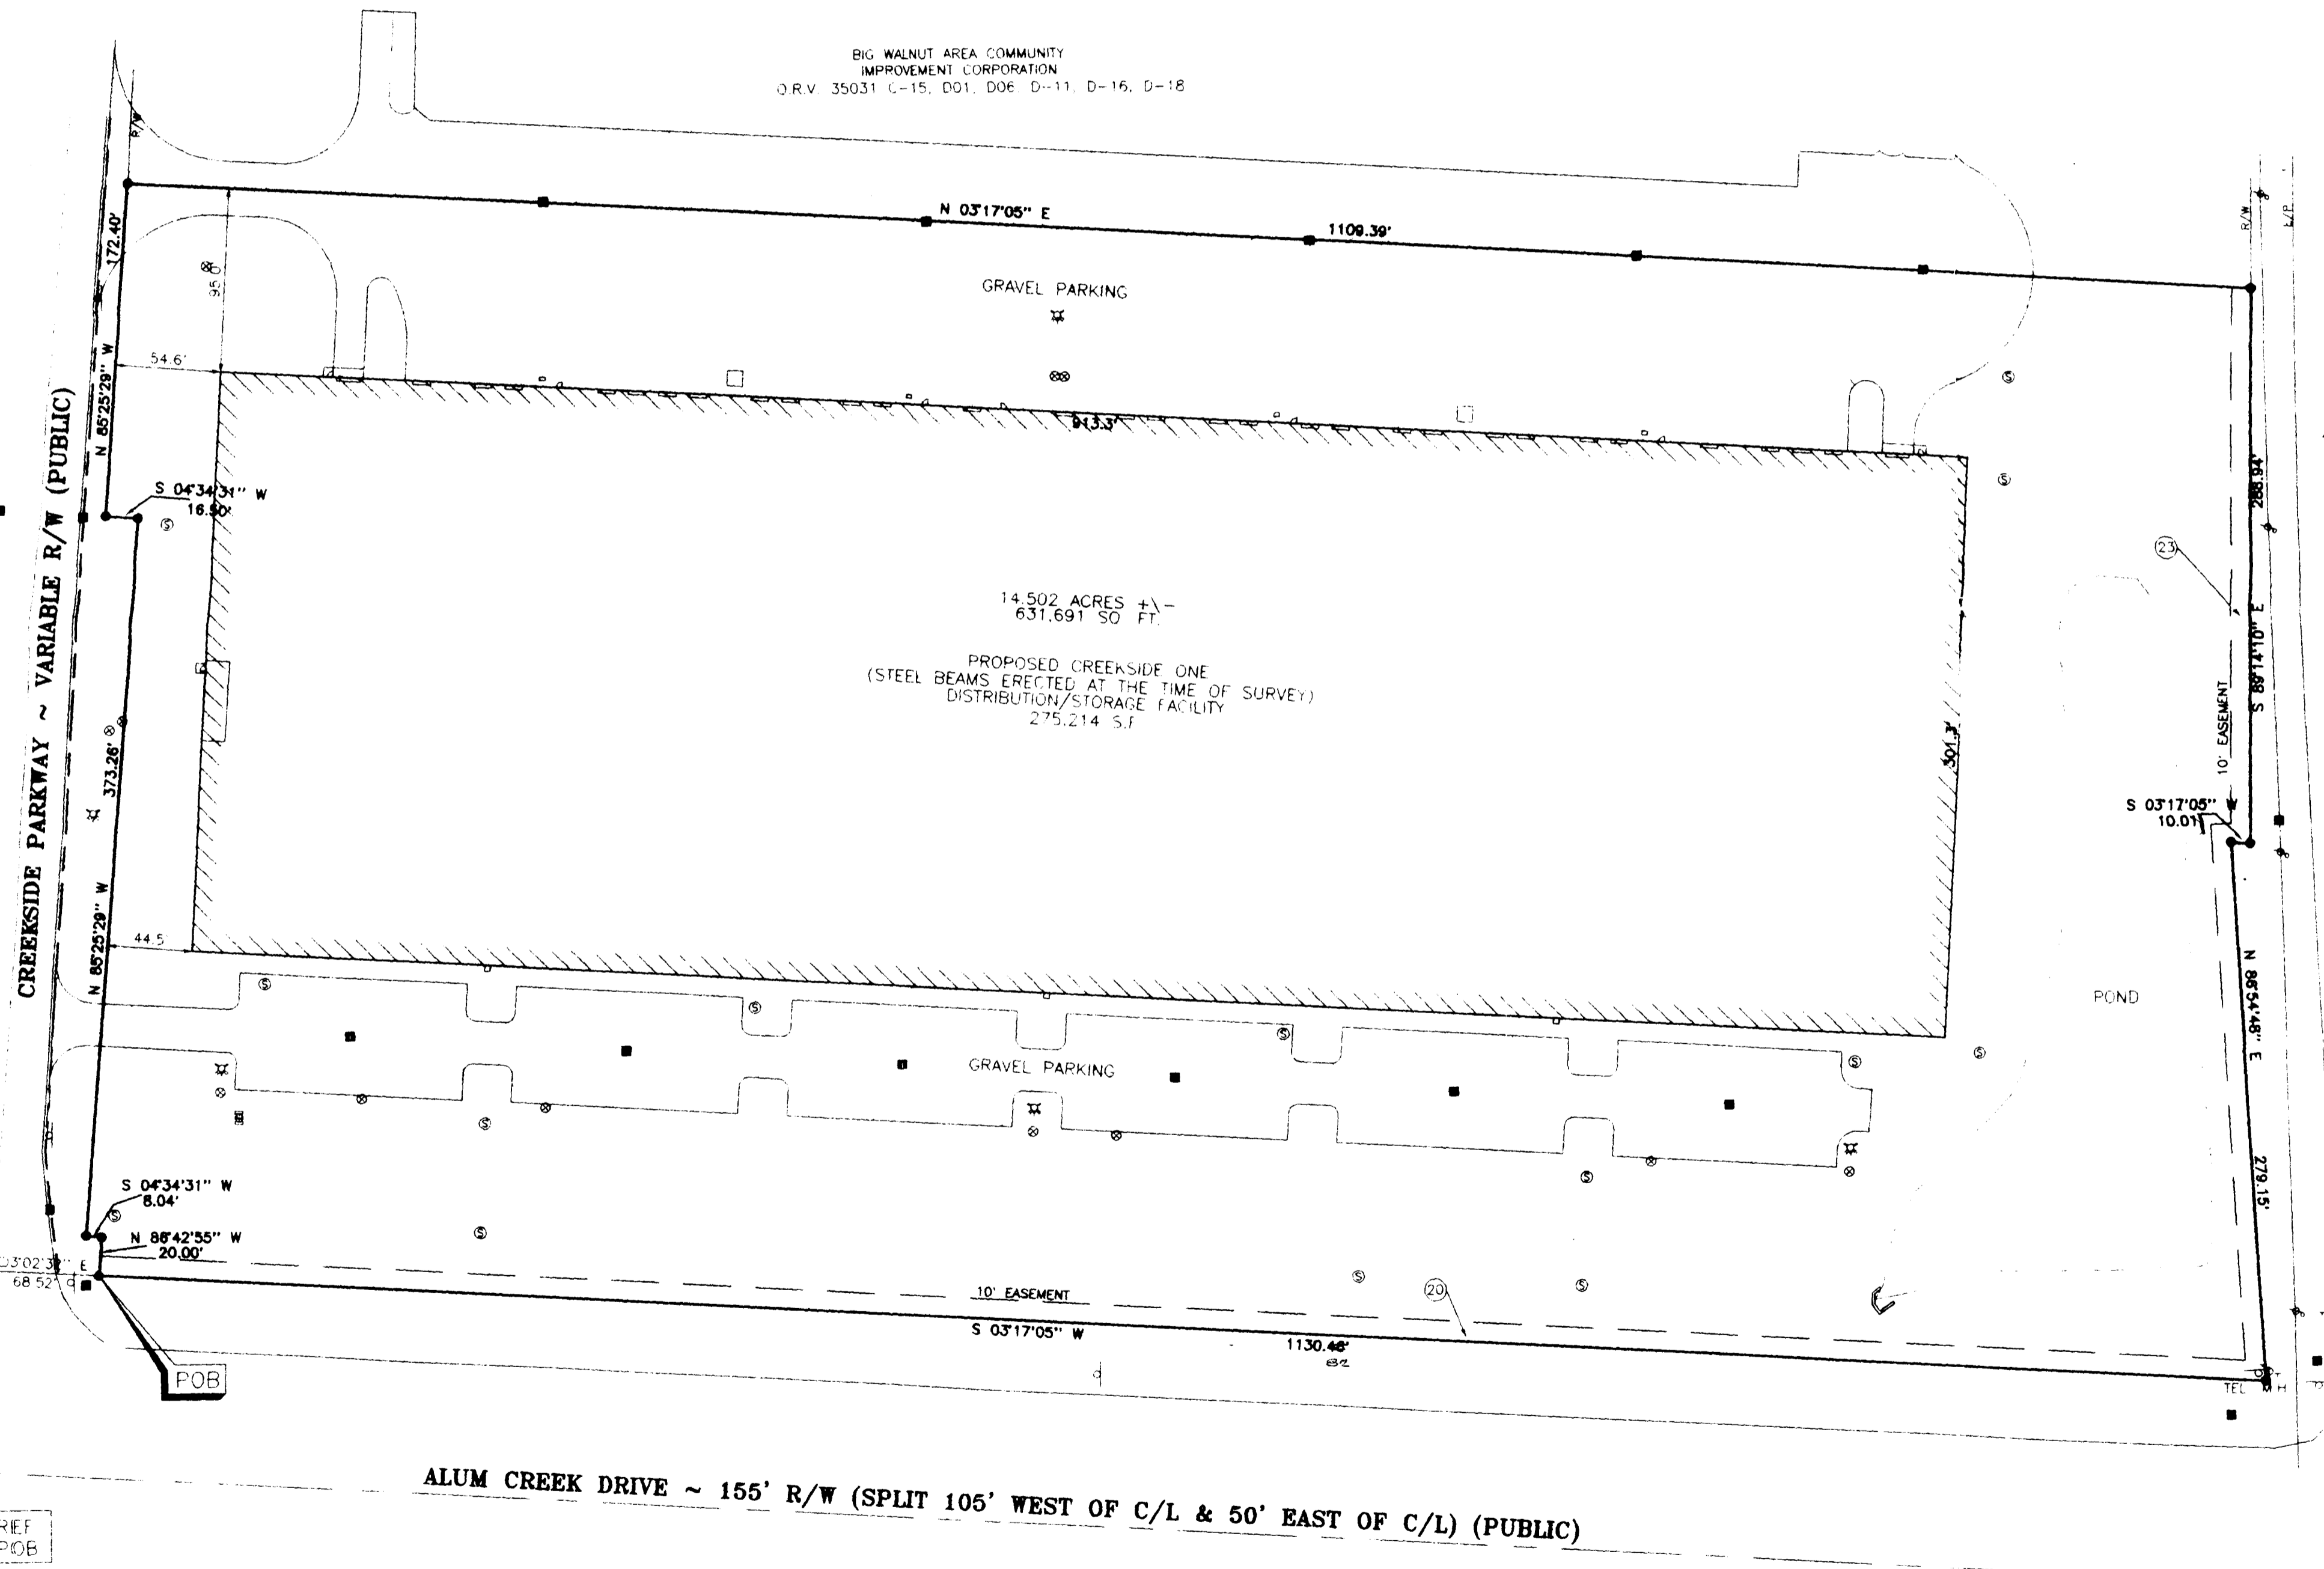 BIG WALNUT AREA COMMUNITY
IMPROVEMENT CORPORATION
O.R.V. 35031 C-15, D01, D06, D-11, D-16, D-18
R/W
R/W
E/P
172.40'
N 03°17'05" E
1109.39'
95.0
GRAVEL PARKING
54.6'
N 85°25'29" W
913.3'
CREEKSIDE PARKWAY ~ VARIABLE R/W (PUBLIC)
S 04°34'31" W
16.50'
288.94'
23
14.502 ACRES +\-
631,691 SQ FT.
S 89°14'10" E
PROPOSED CREEKSIDE ONE
(STEEL BEAMS ERECTED AT THE TIME OF SURVEY)
DISTRIBUTION/STORAGE FACILITY
275,214 S.F
10' EASEMENT
301.3'
373.26'
S 03°17'05" W
10.01'
N 85°25'29" W
44.5'
N 86°54'48" E
POND
GRAVEL PARKING
279.15'
S 04°34'31" W
8.04'
N 86°42'55" W
20.00'
E
68.52'
10' EASEMENT
20
S 03°17'05" W
1130.46'
82
POB
TEL
M H
ALUM CREEK DRIVE ~ 155' R/W (SPLIT 105' WEST OF C/L & 50' EAST OF C/L) (PUBLIC)
REF
POB